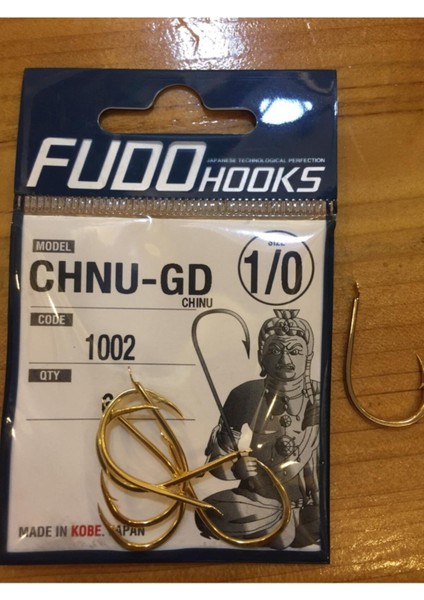 FUDO HOOKS
JAPANESE TECHNOLOGICAL PERFECTION
MODEL
SIZE
CHNU-GD
1/0
CHINU
CODE
1002
QTY
MADE IN KOBE. JAPAN